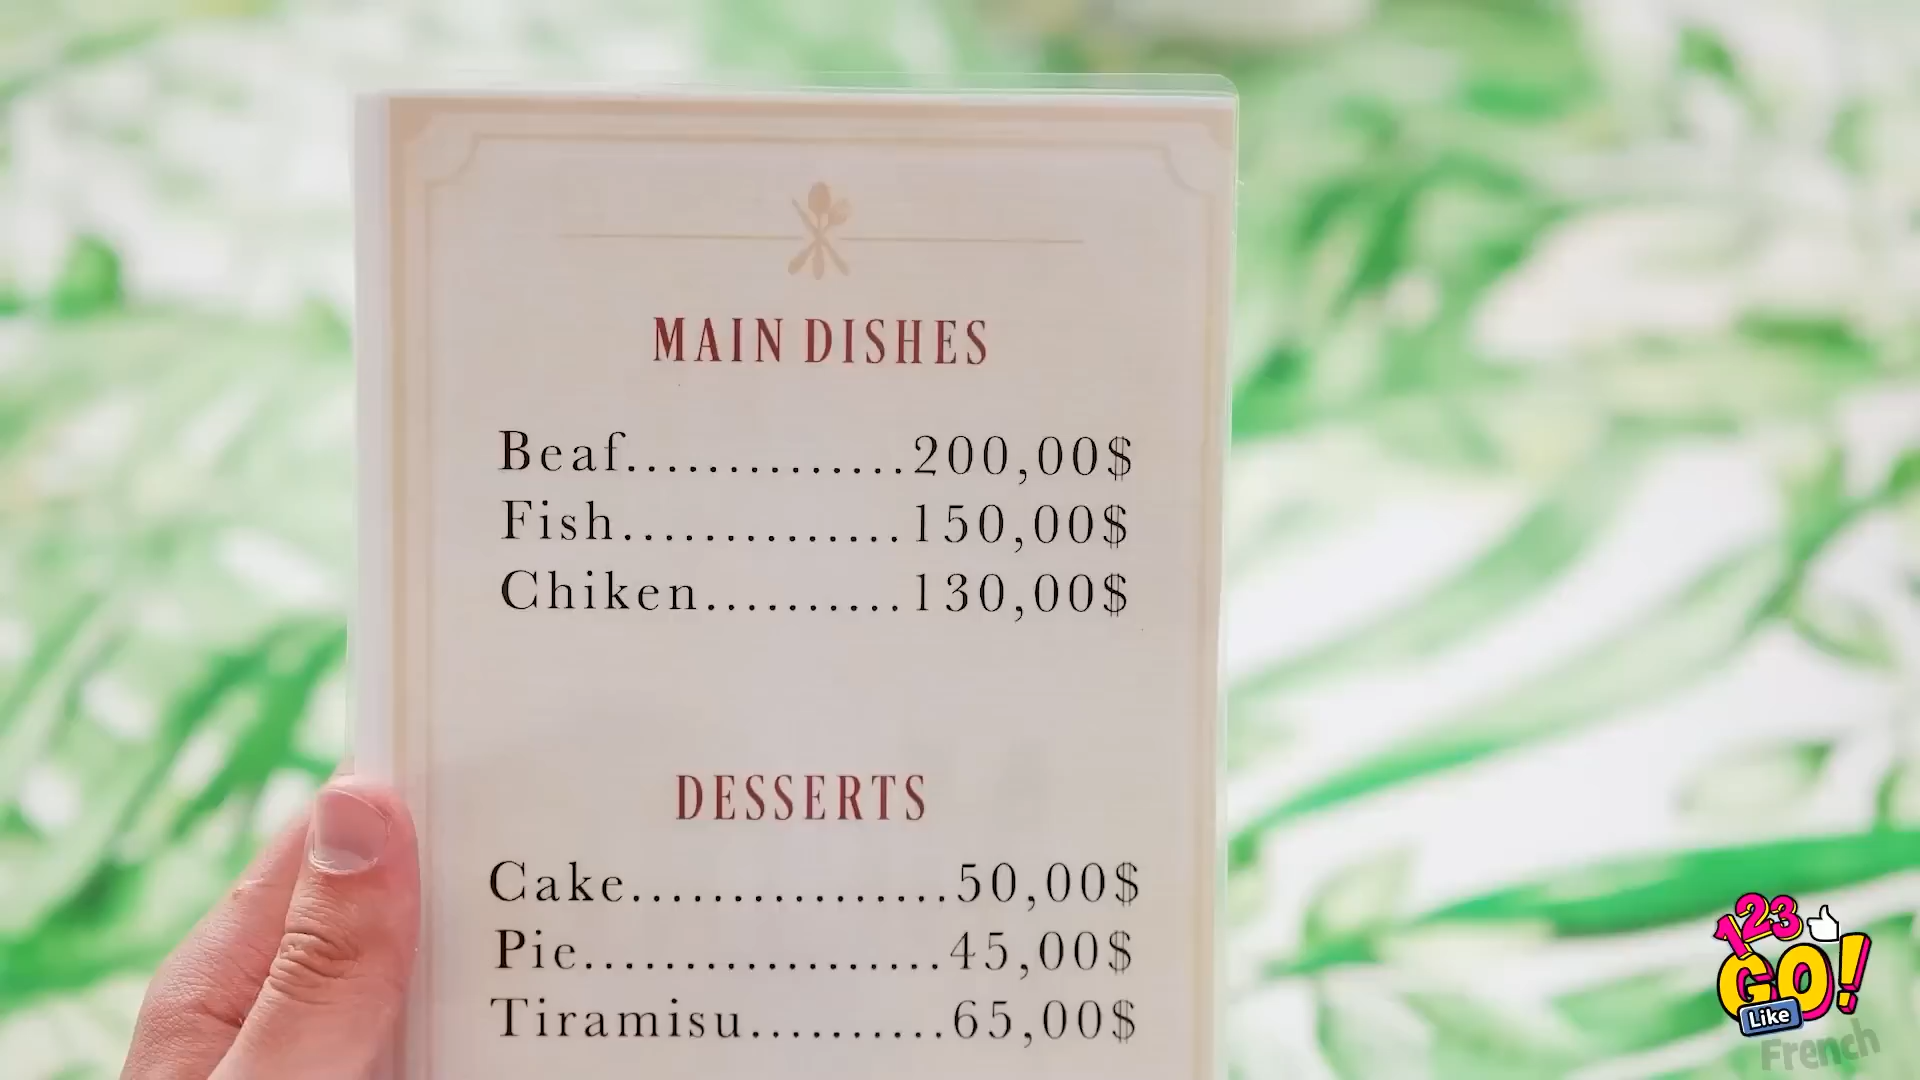 MAIN DISHES
Beaf..............200,00$
Fish..............150,00$
Chiken..........130,00$
DESSERTS
Cake................50,00$
Pie..................45,00$
Tiramisu..........65,00$
123
GO!
Like
French